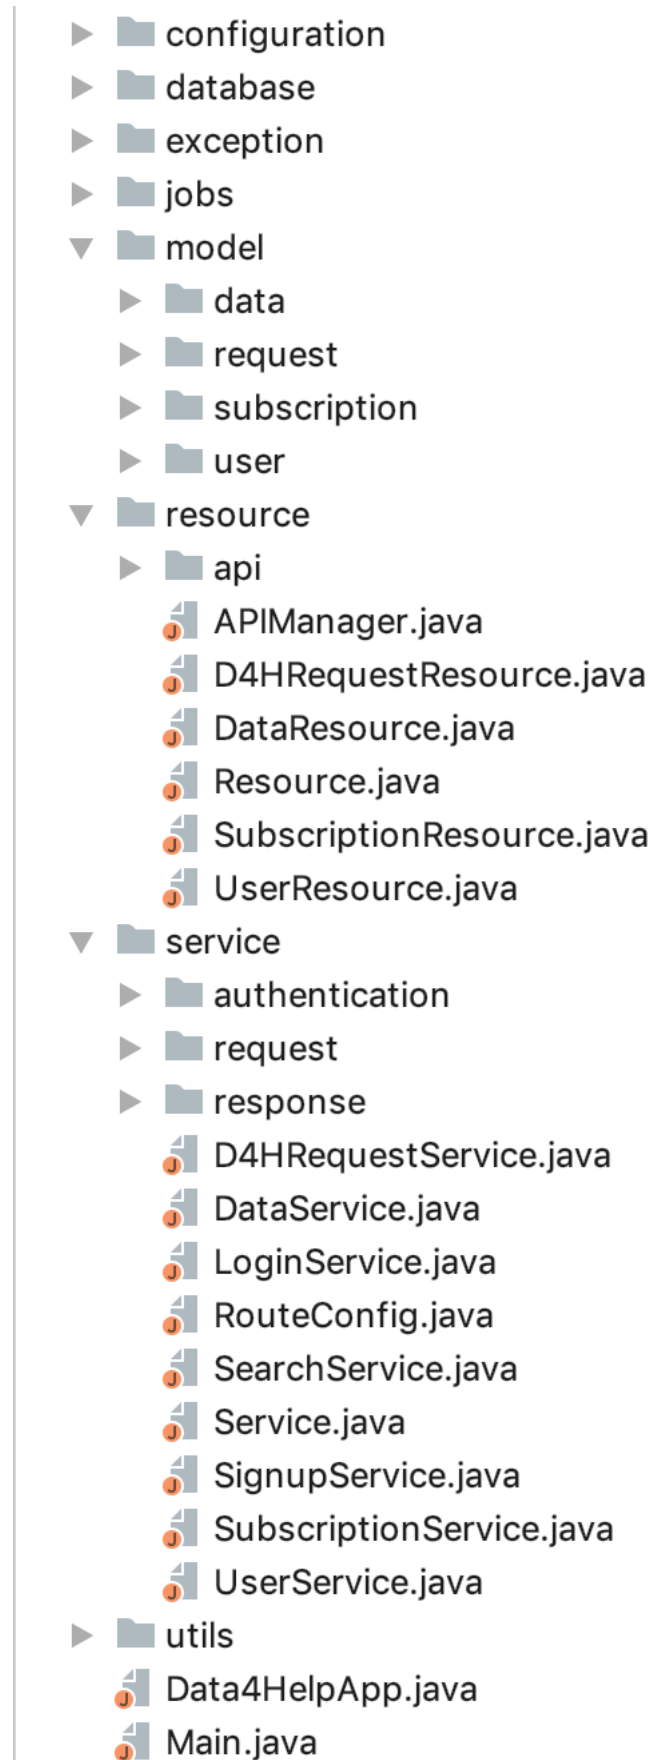 configuration
database
exception
jobs
model
data
request
subscription
user
resource
api
APIManager.java
D4HRequestResource.java
DataResource.java
Resource.java
SubscriptionResource.java
UserResource.java
service
authentication
request
response
D4HRequestService.java
DataService.java
LoginService.java
RouteConfig.java
SearchService.java
Service.java
SignupService.java
SubscriptionService.java
UserService.java
utils
Data4HelpApp.java
Main.java